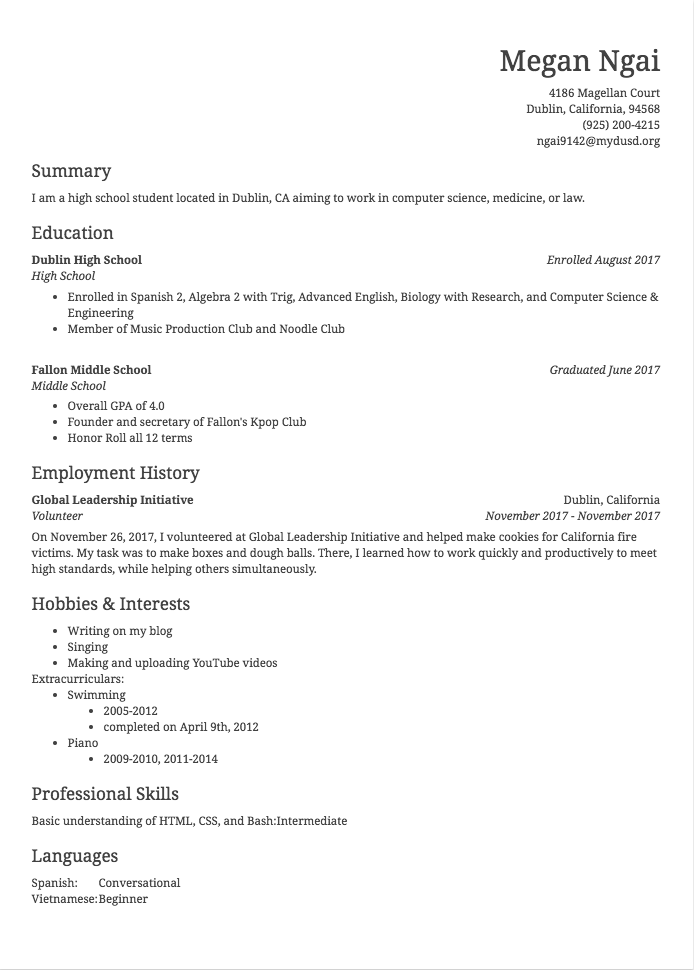 Megan Ngai
4186 Magellan Court
Dublin, California, 94568
(925) 200-4215
ngai9142@mydusd.org
Summary
I am a high school student located in Dublin, CA aiming to work in computer science, medicine, or law.
Education
Dublin High School Enrolled August 2017
High School
• Enrolled in Spanish 2, Algebra 2 with Trig, Advanced English, Biology with Research, and Computer Science &
Engineering
• Member of Music Production Club and Noodle Club
Fallon Middle School Graduated June 2017
Middle School
• Overall GPA of 4.0
• Founder and secretary of Fallon's Kpop Club
• Honor Roll all 12 terms
Employment History
Global Leadership Initiative Dublin, California
Volunteer November 2017 - November 2017
On November 26, 2017, I volunteered at Global Leadership Initiative and helped make cookies for California fire
victims. My task was to make boxes and dough balls. There, I learned how to work quickly and productively to meet
high standards, while helping others simultaneously.
Hobbies & Interests
• Writing on my blog
• Singing
• Making and uploading YouTube videos
Extracurriculars:
• Swimming
• 2005-2012
• completed on April 9th, 2012
• Piano
• 2009-2010, 2011-2014
Professional Skills
Basic understanding of HTML, CSS, and Bash:Intermediate
Languages
Spanish: Conversational
Vietnamese:Beginner